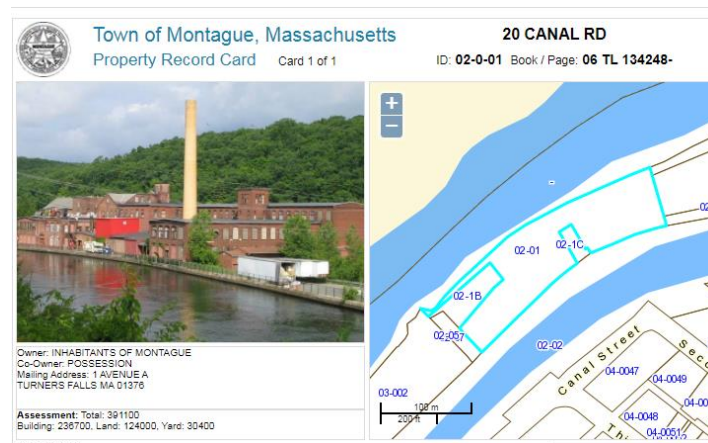 Town of Montague, Massachusetts
Property Record Card Card 1 of 1
20 CANAL RD
ID: 02-0-01 Book / Page: 06 TL 134248-
+
−
02-01
02-1C
02-1B
02-02
03-002
100 m
200 ft
Canal Street
04-0047
04-0049
04-0048
04-0051
Owner: INHABITANTS OF MONTAGUE
Co-Owner: POSSESSION
Mailing Address: 1 AVENUE A
TURNERS FALLS MA 01376
Assessment: Total: 391100
Building: 236700, Land: 124000, Yard: 30400